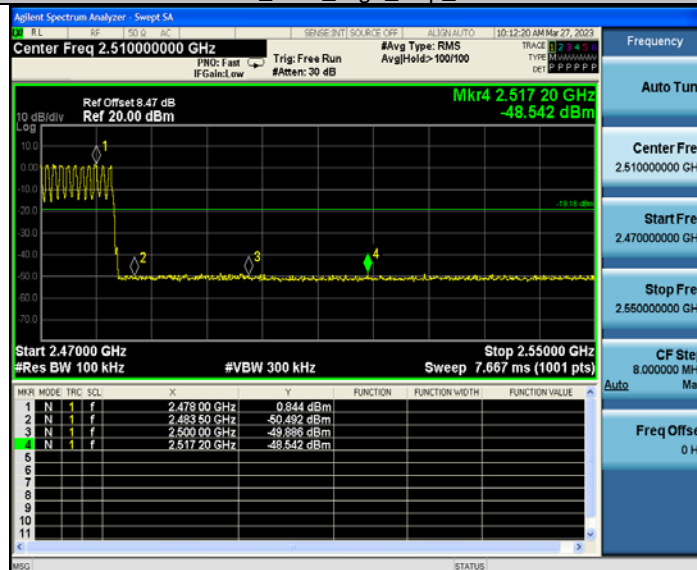 Agilent Spectrum Analyzer - Swept SA
RL RF 50 Ω AC SENSE:INT SOURCE OFF ALIGN AUTO 10:12:20 AM Mar 27, 2023
Center Freq 2.510000000 GHz
PNO: Fast
IFGain:Low
Trig: Free Run
#Atten: 30 dB
#Avg Type: RMS
Avg|Hold:> 100/100
TRACE 1 2 3 4 5 6
TYPE M
DET P P P P P P
Ref Offset 8.47 dB
Ref 20.00 dBm
10 dB/div
Log
Mkr4 2.517 20 GHz
-48.542 dBm
10.0
0.00
-10.0
-20.0
-30.0
-40.0
-50.0
-60.0
-70.0
1
2
3
4
-19.16 dBm
Start 2.47000 GHz
Stop 2.55000 GHz
#Res BW 100 kHz
#VBW 300 kHz
Sweep 7.667 ms (1001 pts)
MKR MODE TRC SCL X Y FUNCTION FUNCTION WIDTH FUNCTION VALUE
1 N 1 f 2.478 00 GHz 0.844 dBm
2 N 1 f 2.483 50 GHz -50.492 dBm
3 N 1 f 2.500 00 GHz -49.886 dBm
4 N 1 f 2.517 20 GHz -48.542 dBm
5
6
7
8
9
10
11
MSG
STATUS
Frequency
Auto Tun
Center Fre
2.510000000 GH
Start Fre
2.470000000 GH
Stop Fre
2.550000000 GH
CF Ste
8.000000 MH
Auto Ma
Freq Offse
0 H